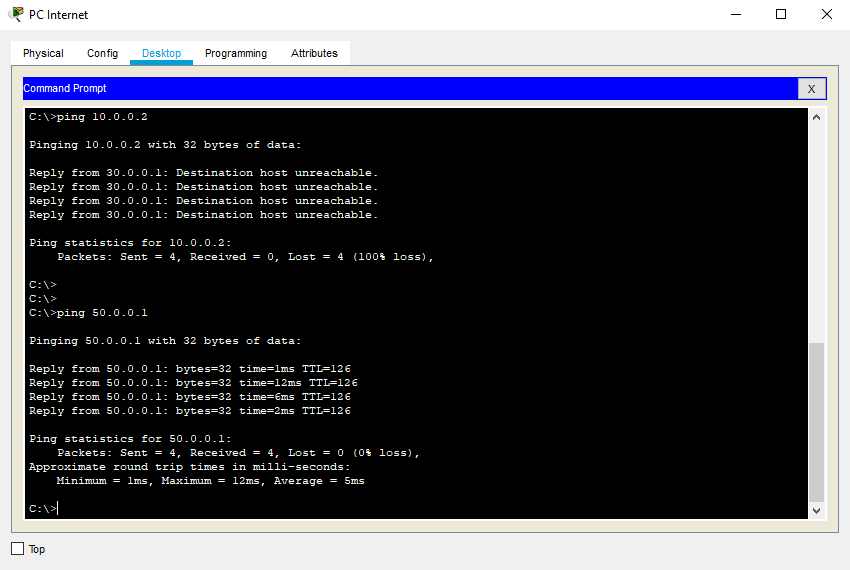 PC Internet
Physical Config Desktop Programming Attributes
Command Prompt X
C:\>ping 10.0.0.2
Pinging 10.0.0.2 with 32 bytes of data:
Reply from 30.0.0.1: Destination host unreachable.
Reply from 30.0.0.1: Destination host unreachable.
Reply from 30.0.0.1: Destination host unreachable.
Reply from 30.0.0.1: Destination host unreachable.
Ping statistics for 10.0.0.2:
Packets: Sent = 4, Received = 0, Lost = 4 (100% loss),
C:\>
C:\>
C:\>ping 50.0.0.1
Pinging 50.0.0.1 with 32 bytes of data:
Reply from 50.0.0.1: bytes=32 time=1ms TTL=126
Reply from 50.0.0.1: bytes=32 time=12ms TTL=126
Reply from 50.0.0.1: bytes=32 time=6ms TTL=126
Reply from 50.0.0.1: bytes=32 time=2ms TTL=126
Ping statistics for 50.0.0.1:
Packets: Sent = 4, Received = 4, Lost = 0 (0% loss),
Approximate round trip times in milli-seconds:
Minimum = 1ms, Maximum = 12ms, Average = 5ms
C:\>
Top